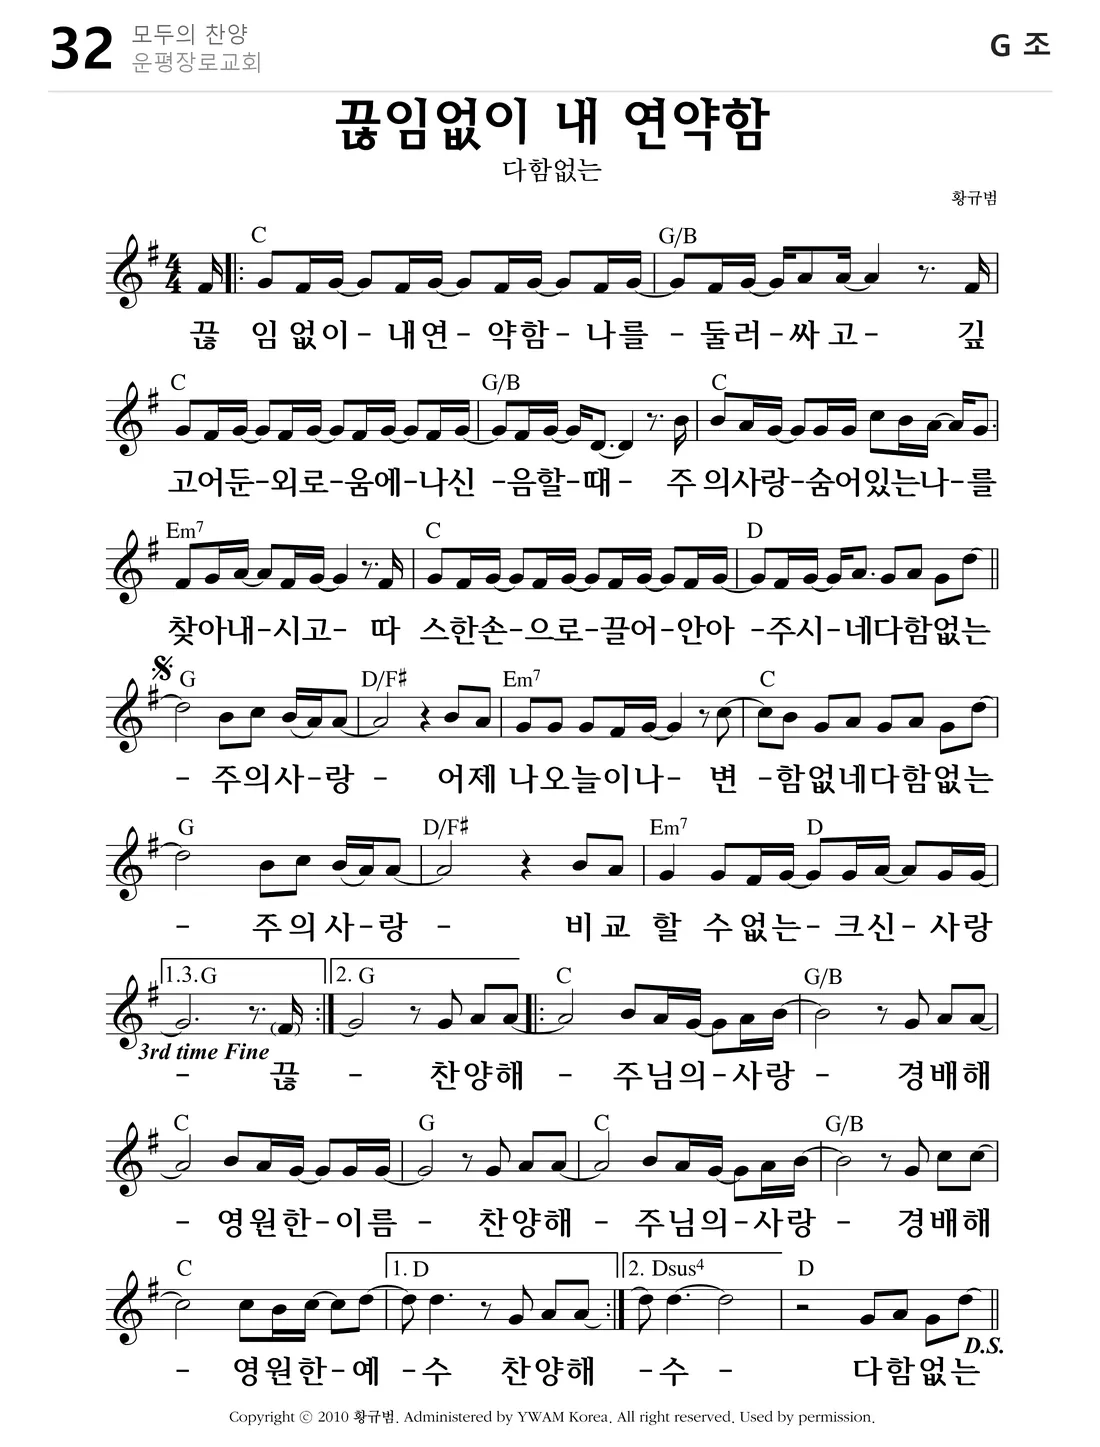 32 모두의 찬양
운평장로교회
G 조
끊임없이 내 연약함
다함없는
황규범
C G/B
끊 임 없 이 - 내 연 - 약 함 - 나 를 - 둘 러 - 싸 고 - 깊
C G/B C
고어둔-외로-움에-나신 -음할-때- 주 의사랑-숨어있는나-를
Em7 C D
찾아내-시고- 따 스한손-으로-끌어-안아 -주시-네다함없는
G D/F# Em7 C
- 주의사-랑 - 어제 나오늘이나- 변 -함없네다함없는
G D/F# Em7 D
- 주의사-랑 - 비교 할 수없는-크신-사랑
1.3. G 2. G C G/B
3rd time Fine
- 끊 - 찬양해 - 주님의-사랑 - 경배해
C G C G/B
- 영원한-이름 - 찬양해 - 주님의-사랑 - 경배해
C 1. D 2. Dsus4 D
D.S.
- 영원한-예 -수 찬양해 -수 - 다함없는
Copyright ⓒ 2010 황규범. Administered by YWAM Korea. All right reserved. Used by permission.